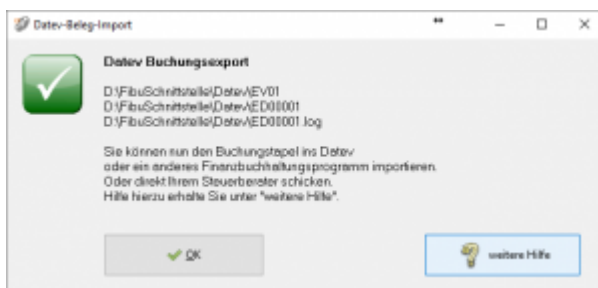 Datev-Beleg-Import
Datev Buchungsexport
D:\FibuSchnittstelle\Datev\EV01
D:\FibuSchnittstelle\Datev\ED00001
D:\FibuSchnittstelle\Datev\ED00001.log
Sie können nun den Buchungstapel ins Datev
oder ein anderes Finanzbuchhaltungsprogramm importieren.
Oder direkt Ihrem Steuerberater schicken.
Hilfe hierzu erhalte Sie unter "weitere Hilfe".
OK
weitere Hilfe